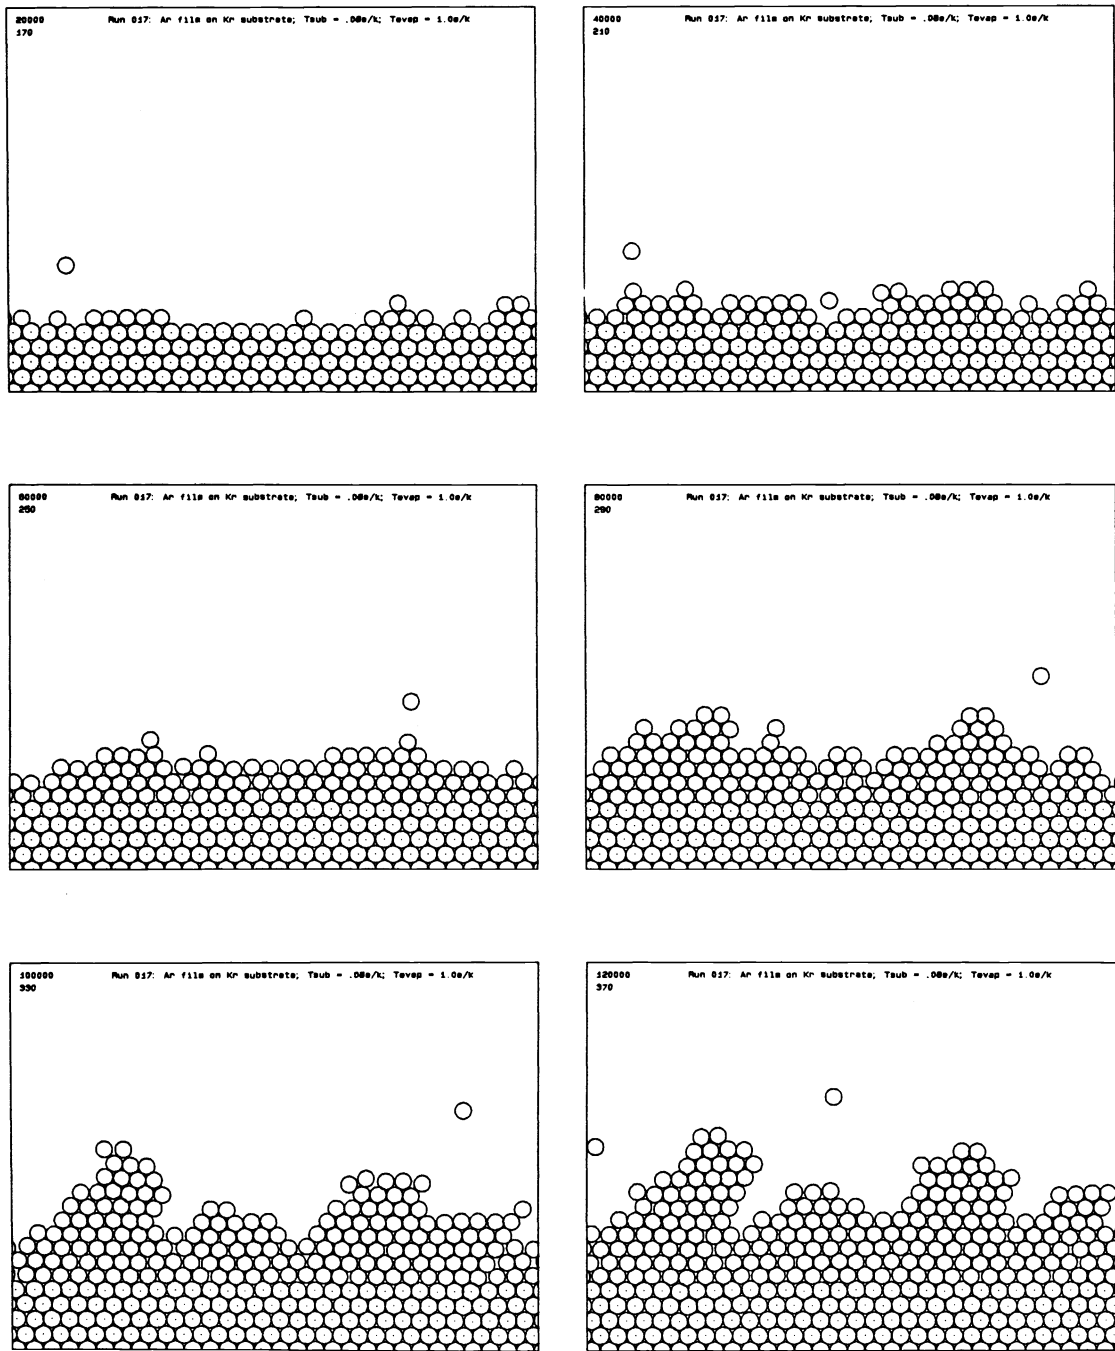 20000 Run 017: Ar film on Kr substrate; Tsub = .08e/k; Tevap = 1.0e/k
170
40000 Run 017: Ar film on Kr substrate; Tsub = .08e/k; Tevap = 1.0e/k
210
60000 Run 017: Ar film on Kr substrate; Tsub = .08e/k; Tevap = 1.0e/k
250
80000 Run 017: Ar film on Kr substrate; Tsub = .08e/k; Tevap = 1.0e/k
290
100000 Run 017: Ar film on Kr substrate; Tsub = .08e/k; Tevap = 1.0e/k
330
120000 Run 017: Ar film on Kr substrate; Tsub = .08e/k; Tevap = 1.0e/k
370